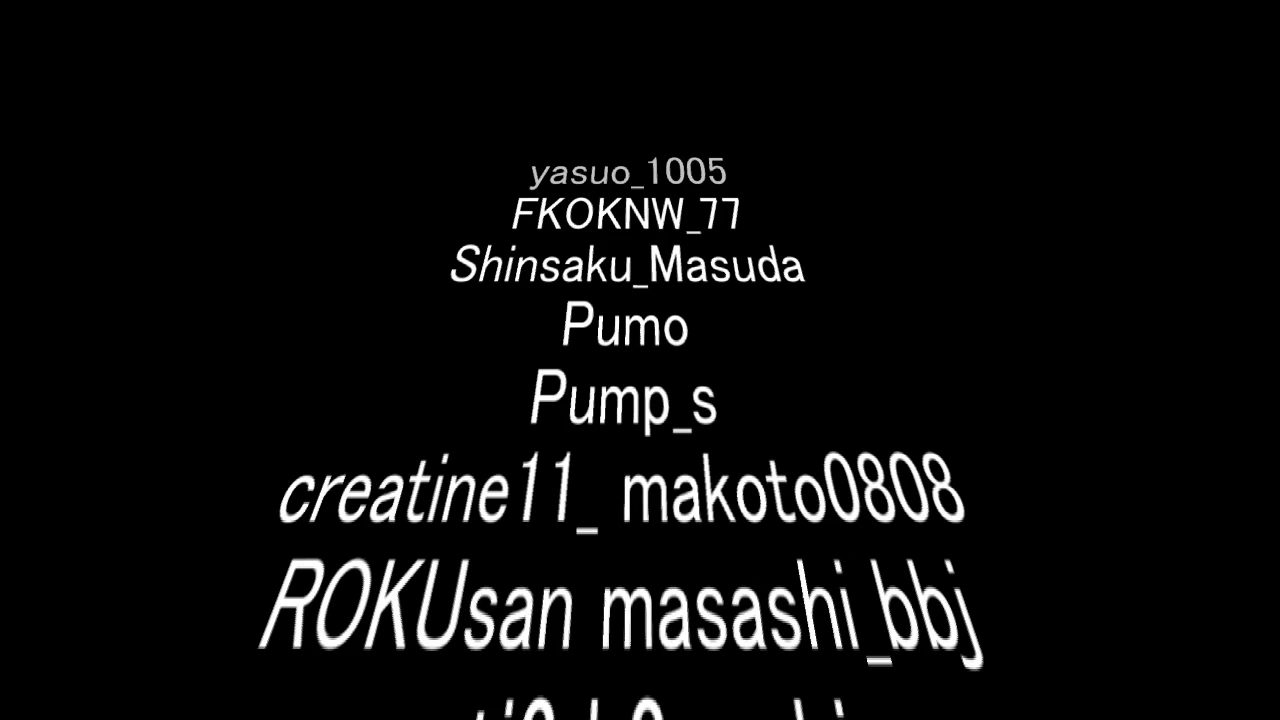 yasuo_1005
FKOKNW_77
Shinsaku_Masuda
Pumo
Pump_s
creatine11_ makoto0808
ROKUsan masashi_bbj